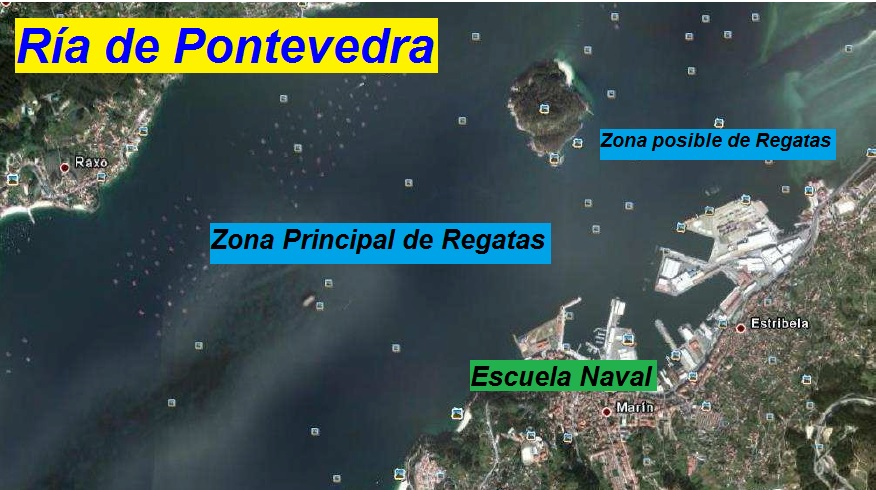 Ría de Pontevedra
Zona posible de Regatas
Raxo
Zona Principal de Regatas
Estribela
Escuela Naval
Marín